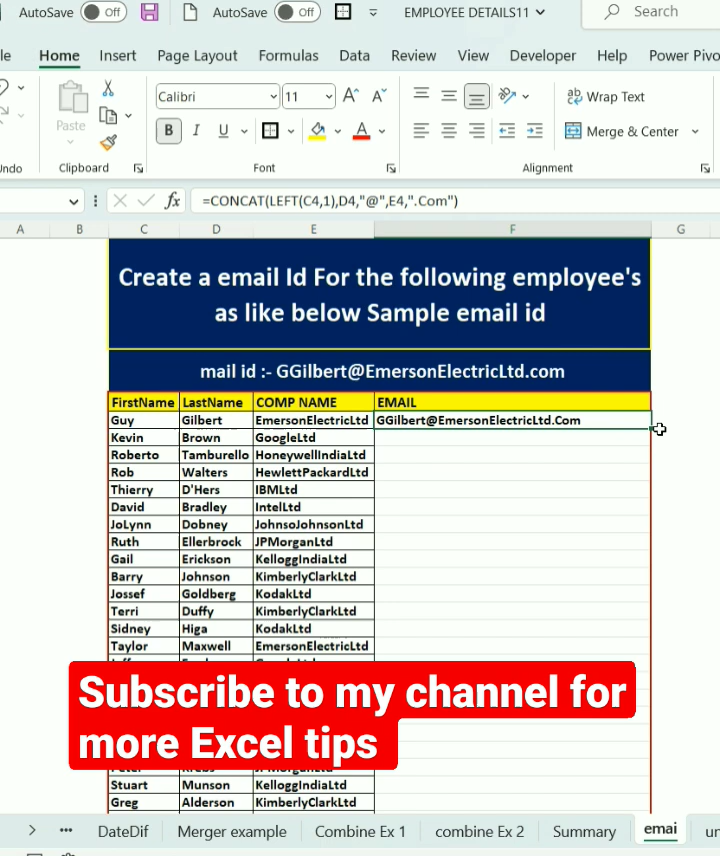 AutoSave Off AutoSave Off EMPLOYEE DETAILS11 Search
le Home Insert Page Layout Formulas Data Review View Developer Help Power Pivo
Calibri 11 ab Wrap Text
Paste B I U A Merge & Center
Undo Clipboard Font Alignment
fx =CONCAT(LEFT(C4,1),D4,"@",E4,".Com")
A B C D E F G
Create a email Id For the following employee's
as like below Sample email id
mail id :- GGilbert@EmersonElectricLtd.com
FirstName LastName COMP NAME EMAIL
Guy Gilbert EmersonElectricLtd GGilbert@EmersonElectricLtd.Com
Kevin Brown GoogleLtd
Roberto Tamburello HoneywellIndiaLtd
Rob Walters HewlettPackardLtd
Thierry D'Hers IBMLtd
David Bradley IntelLtd
JoLynn Dobney JohnsoJohnsonLtd
Ruth Ellerbrock JPMorganLtd
Gail Erickson KelloggIndiaLtd
Barry Johnson KimberlyClarkLtd
Jossef Goldberg KodakLtd
Terri Duffy KimberlyClarkLtd
Sidney Higa KodakLtd
Taylor Maxwell EmersonElectricLtd
Subscribe to my channel for
more Excel tips
Stuart Munson KelloggIndiaLtd
Greg Alderson KimberlyClarkLtd
DateDif Merger example Combine Ex 1 combine Ex 2 Summary emai un